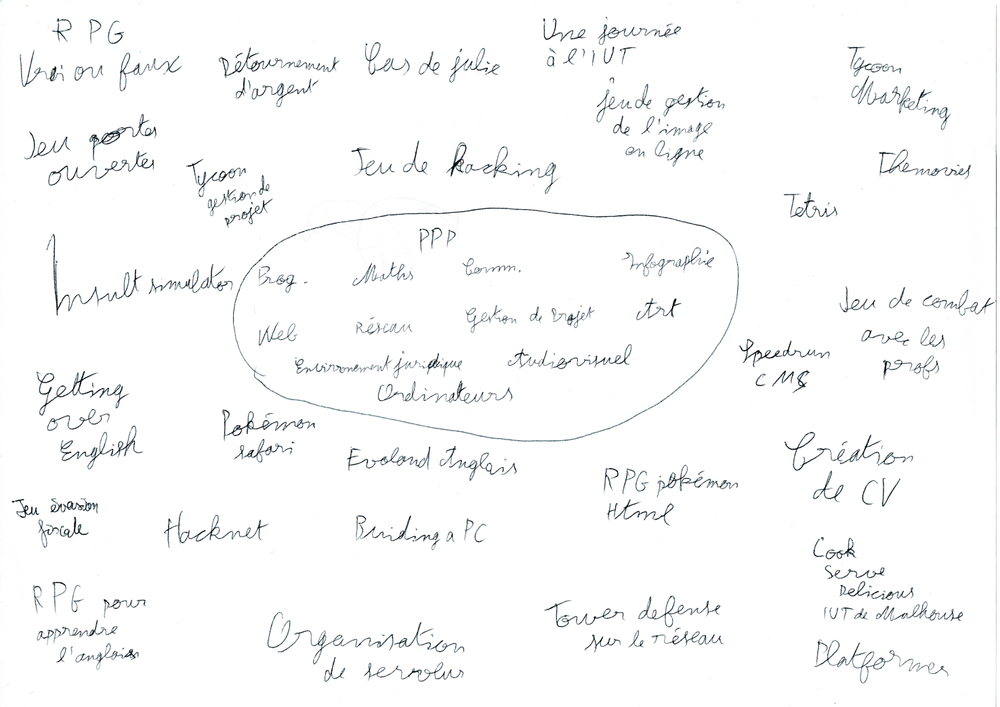 RPG
Vrai ou faux
Détournement
d'argent
Cas de julie
Une journée
à l'IUT
jeu de gestion
de l'image
en ligne
Tycoon
Marketing
Jeu portes
ouvertes
Tycoon
gestion de
projet
Jeu de hacking
Themovies
Tetris
Insult simulator
PPP
Prog.
Maths
Comm.
Infographie
Web
Réseau
Gestion de Projet
Art
Environement juridique
Audiovisuel
Ordinateurs
Jeu de combat
avec les
profs
Speedrun
CMS
Getting
over
English
Pokémon
safari
Evoland Anglais
RPG pokémon
Html
Création
de CV
Jeu évasion
fiscale
Hacknet
Buiding a PC
Cook
Serve
Delicious
IUT de Mulhouse
RPG pour
apprendre
l'anglais
Organisation
de serveurs
Tower defense
sur le réseau
Platformer